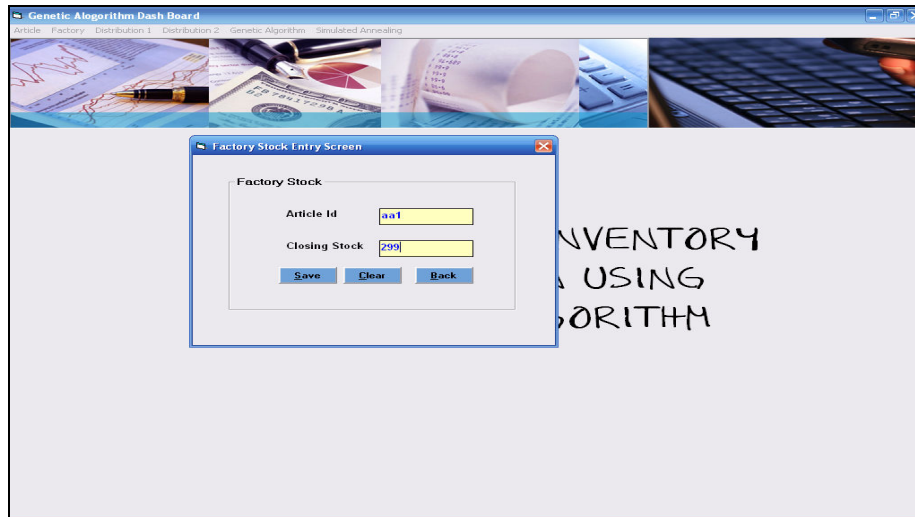 Genetic Alogorithm Dash Board
Article Factory Distribution 1 Distribution 2 Genetic Algorithm Simulated Annealing
Factory Stock Entry Screen
Factory Stock
Article Id aa1
Closing Stock 299
Save Clear Back
NVENTORY
USING
ORITHM